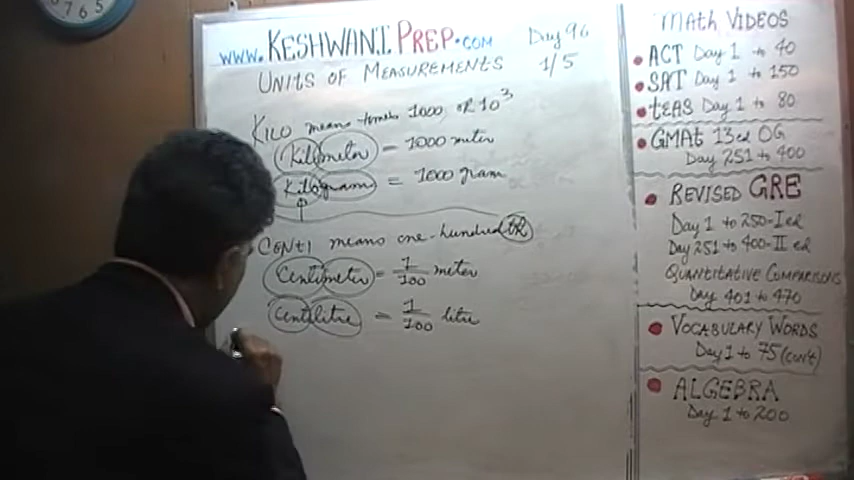 7 6 5
www.KESHWANI PREP.COM
Day 96
UNITS OF MEASUREMENTS 1/5
KILO means times 1000 or 10³
Kilometer = 1000 meter
Kilogram = 1000 gram
CENTI means one-hundredth
Centimeter = 1/100 meter
Centilitre = 1/100 litre
MATH VIDEOS
ACT Day 1 to 40
SAT Day 1 to 150
tEAS Day 1 to 80
GMAt 13ed OG
Day 251 to 400
REVISED GRE
Day 1 to 250-I ed
Day 251 to 400-II ed
QUANTITATIVE COMPARISONS
Day 401 to 470
VOCABULARY WORDS
Day 1 to 75 (con't)
ALGEBRA
Day 1 to 200